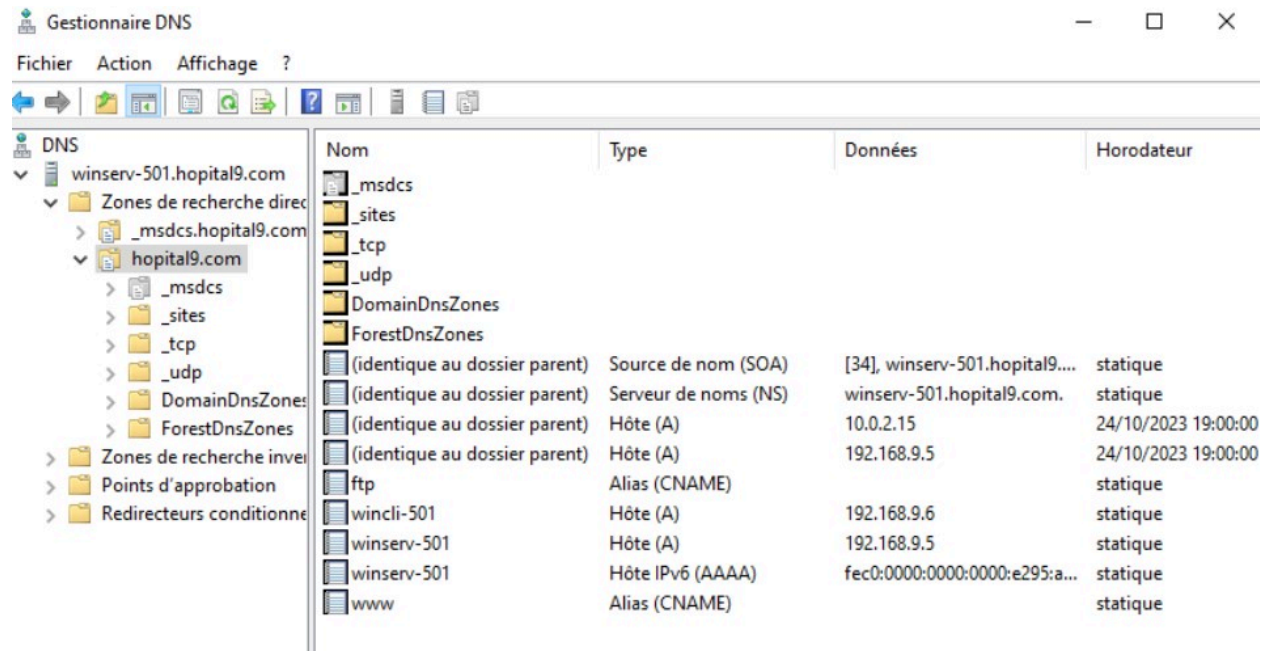 Gestionnaire DNS
Fichier Action Affichage ?
DNS
winserv-501.hopital9.com
Zones de recherche direc
_msdcs.hopital9.com
hopital9.com
_msdcs
_sites
_tcp
_udp
DomainDnsZones
ForestDnsZones
Zones de recherche inver
Points d'approbation
Redirecteurs conditionne
Nom Type Données Horodateur
_msdcs
_sites
_tcp
_udp
DomainDnsZones
ForestDnsZones
(identique au dossier parent) Source de nom (SOA) [34], winserv-501.hopital9.... statique
(identique au dossier parent) Serveur de noms (NS) winserv-501.hopital9.com. statique
(identique au dossier parent) Hôte (A) 10.0.2.15 24/10/2023 19:00:00
(identique au dossier parent) Hôte (A) 192.168.9.5 24/10/2023 19:00:00
ftp Alias (CNAME) statique
wincli-501 Hôte (A) 192.168.9.6 statique
winserv-501 Hôte (A) 192.168.9.5 statique
winserv-501 Hôte IPv6 (AAAA) fec0:0000:0000:0000:e295:a... statique
www Alias (CNAME) statique